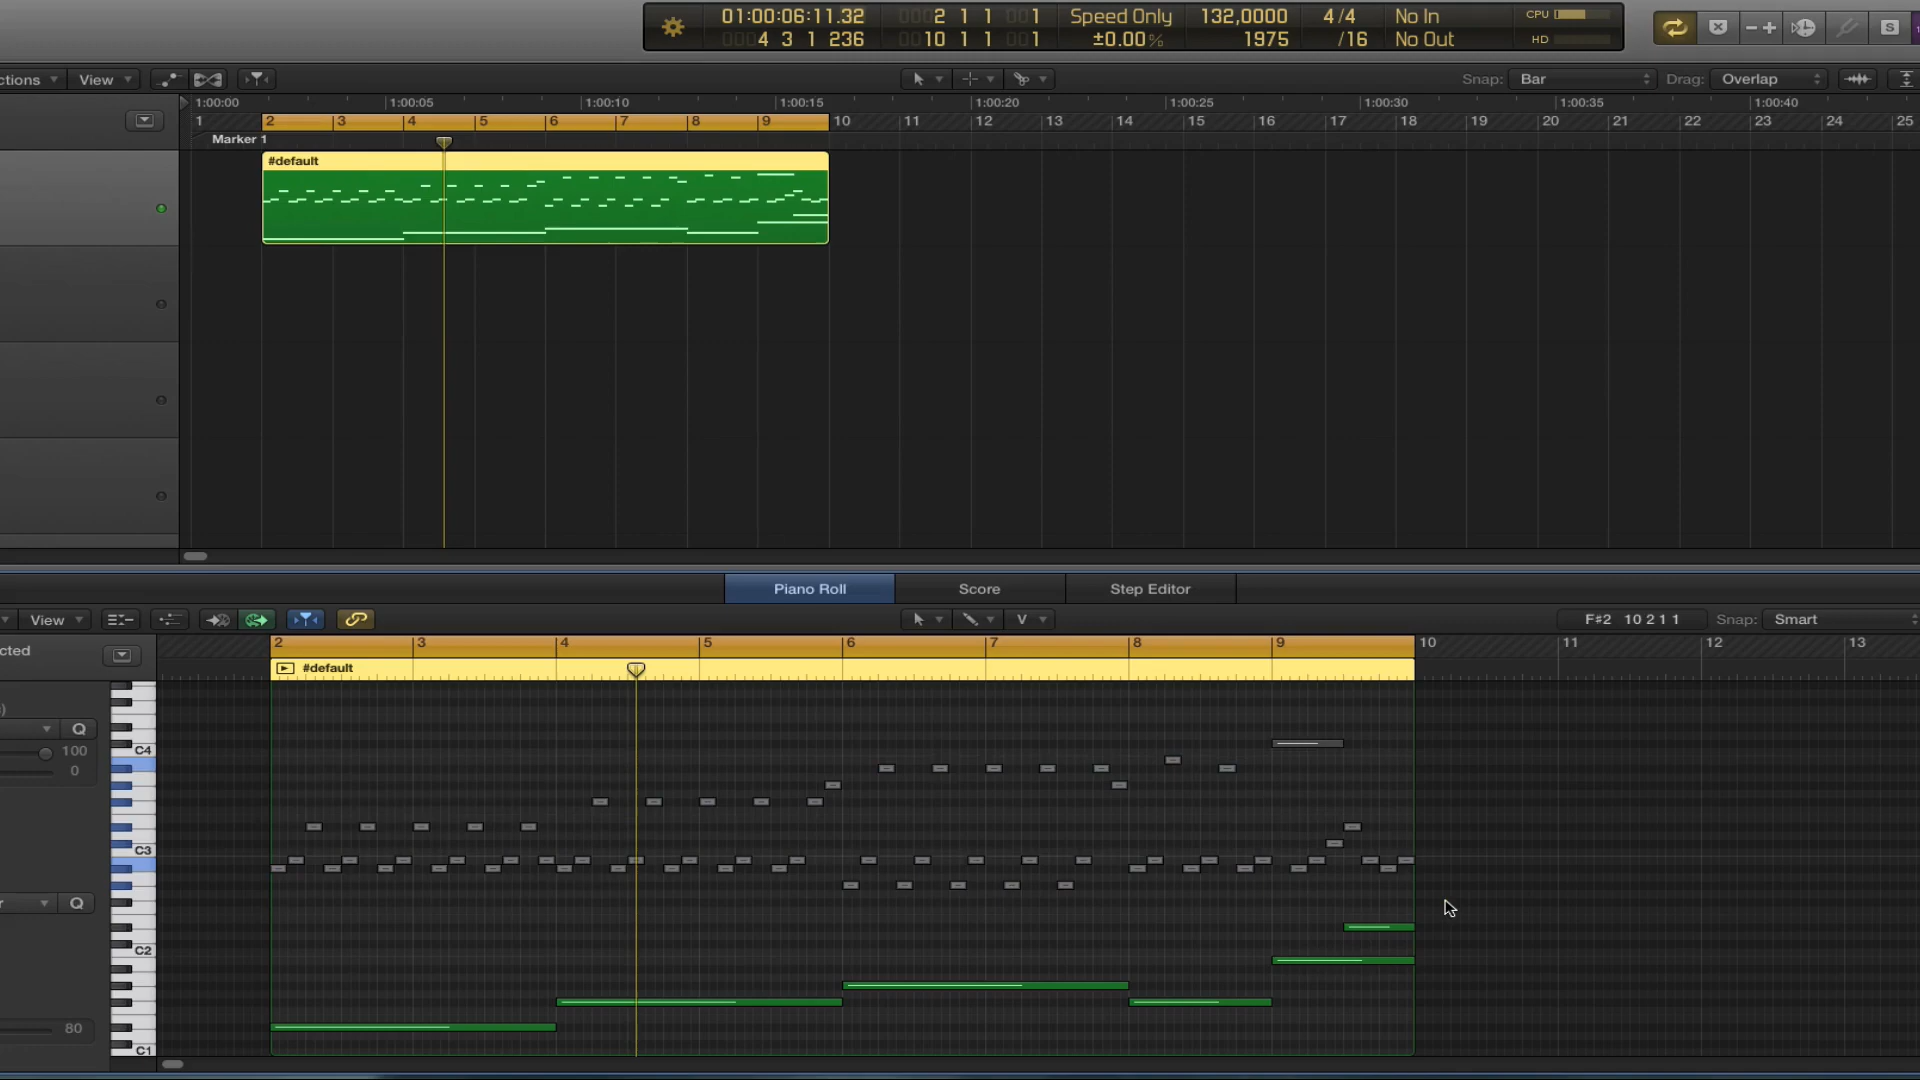 01:00:06:11.32 0002 1 1 001 Speed Only 132,0000 4/4 No In CPU
0004 3 1 236 0010 1 1 001 ±0.00% 1975 /16 No Out HD
S
ctions View Snap: Bar Drag: Overlap
1:00:00 1:00:05 1:00:10 1:00:15 1:00:20 1:00:25 1:00:30 1:00:35 1:00:40
1 2 3 4 5 6 7 8 9 10 11 12 13 14 15 16 17 18 19 20 21 22 23 24 25
Marker 1
#default
Piano Roll Score Step Editor
View V F#2 10 2 1 1 Snap: Smart
cted 2 3 4 5 6 7 8 9 10 11 12 13
#default
Q
100
0
C4
C3
Q
C2
80
C1